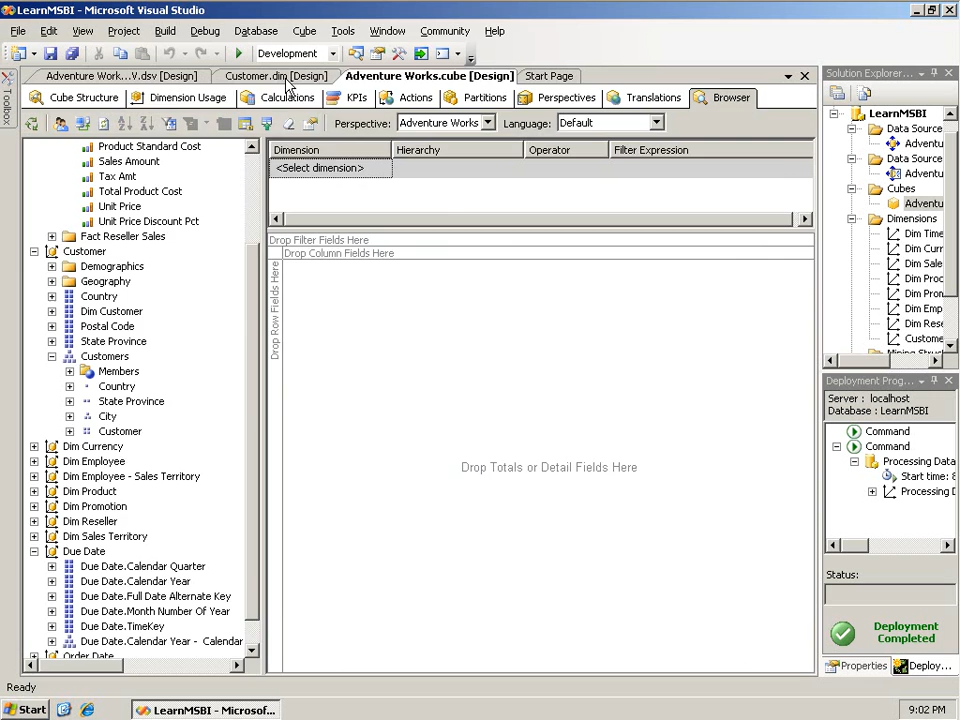 LearnMSBI - Microsoft Visual Studio
File Edit View Project Build Debug Database Cube Tools Window Community Help
Development
Adventure Work...V.dsv [Design] Customer.dim [Design] Adventure Works.cube [Design] Start Page
Cube Structure Dimension Usage Calculations KPIs Actions Partitions Perspectives Translations Browser
Perspective: Adventure Works Language: Default
Toolbox
Product Standard Cost
Sales Amount
Tax Amt
Total Product Cost
Unit Price
Unit Price Discount Pct
Fact Reseller Sales
Customer
Demographics
Geography
Country
Dim Customer
Postal Code
State Province
Customers
Members
Country
State Province
City
Customer
Dim Currency
Dim Employee
Dim Employee - Sales Territory
Dim Product
Dim Promotion
Dim Reseller
Dim Sales Territory
Due Date
Due Date.Calendar Quarter
Due Date.Calendar Year
Due Date.Full Date Alternate Key
Due Date.Month Number Of Year
Due Date.TimeKey
Due Date.Calendar Year - Calendar
Order Date
Dimension Hierarchy Operator Filter Expression
<Select dimension>
Drop Filter Fields Here
Drop Column Fields Here
Drop Row Fields Here
Drop Totals or Detail Fields Here
Solution Explorer...
LearnMSBI
Data Source
Adventu
Data Source
Adventu
Cubes
Adventu
Dimensions
Dim Time
Dim Curr
Dim Sale
Dim Proc
Dim Pron
Dim Emp
Dim Rese
Custome
Mining Struct
Deployment Prog...
Server : localhost
Database : LearnMSBI
Command
Command
Processing Data
Start time: 8
Processing D
Status:
Deployment
Completed
Properties Deploy...
Ready
Start LearnMSBI - Microsof... 9:02 PM